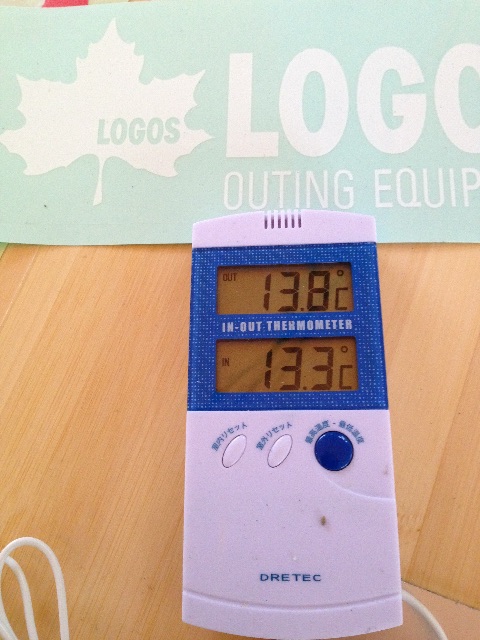 LOGOS
LOGO
OUTING EQUIP
OUT 13.8°C
IN-OUT THERMOMETER
IN 13.3°C
室内リセット
室外リセット
最高温度・最低温度
DRETEC